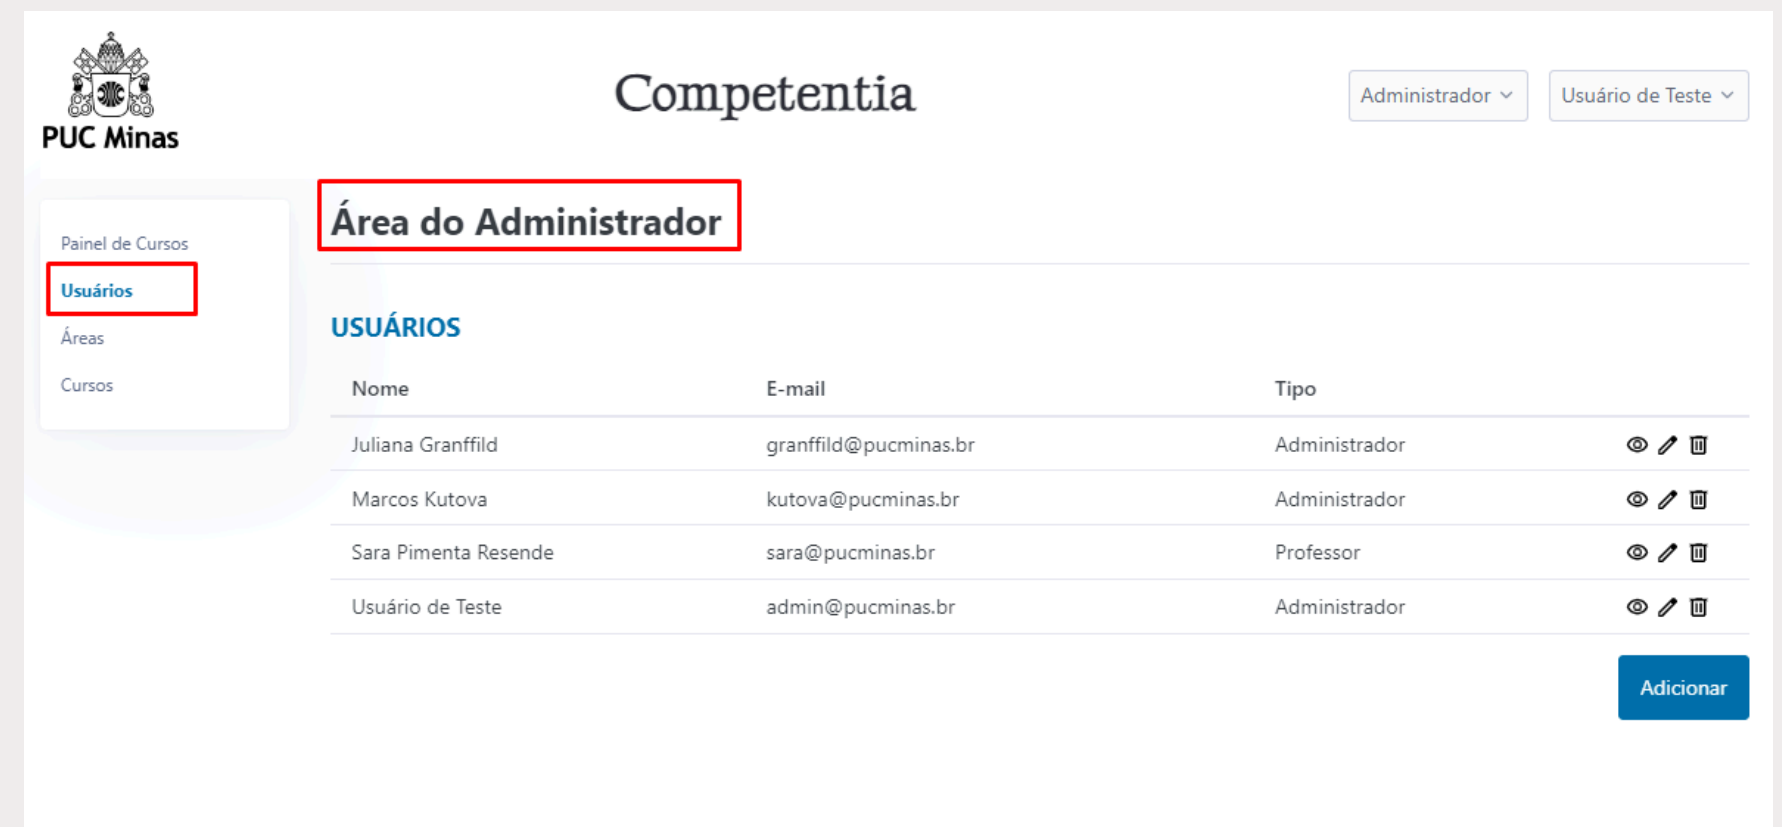 PUC Minas
Competentia
Administrador
Usuário de Teste
Painel de Cursos
Usuários
Áreas
Cursos
Área do Administrador
USUÁRIOS
Nome E-mail Tipo
Juliana Granffild granffild@pucminas.br Administrador
Marcos Kutova kutova@pucminas.br Administrador
Sara Pimenta Resende sara@pucminas.br Professor
Usuário de Teste admin@pucminas.br Administrador
Adicionar